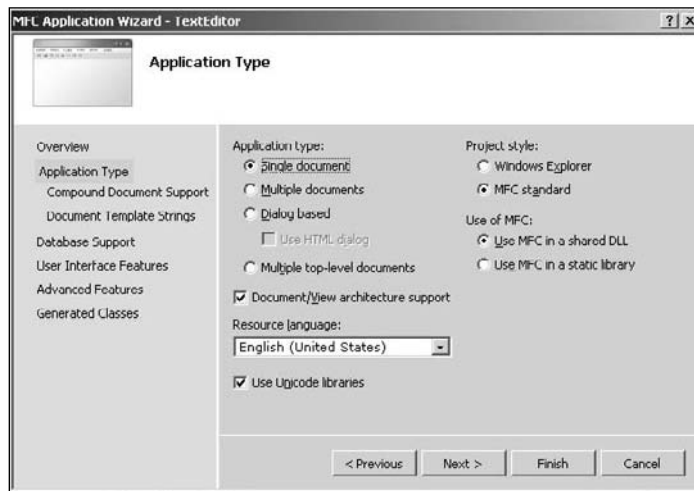 MFC Application Wizard - TextEditor
Application Type
Overview
Application Type
Compound Document Support
Document Template Strings
Database Support
User Interface Features
Advanced Features
Generated Classes
Application type:
Single document
Multiple documents
Dialog based
Use HTML dialog
Multiple top-level documents
Document/View architecture support
Resource language:
English (United States)
Use Unicode libraries
Project style:
Windows Explorer
MFC standard
Use of MFC:
Use MFC in a shared DLL
Use MFC in a static library
< Previous
Next >
Finish
Cancel